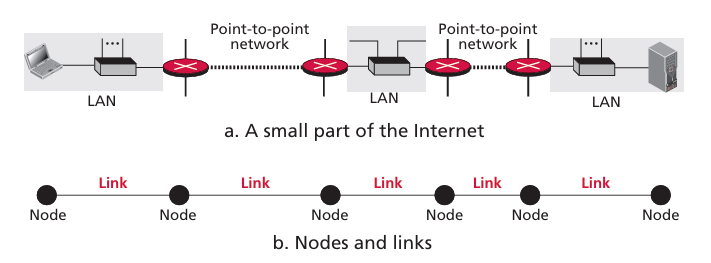 Point-to-point
network
Point-to-point
network
LAN
LAN
LAN
a. A small part of the Internet
Link
Link
Link
Link
Link
Node
Node
Node
Node
Node
Node
b. Nodes and links